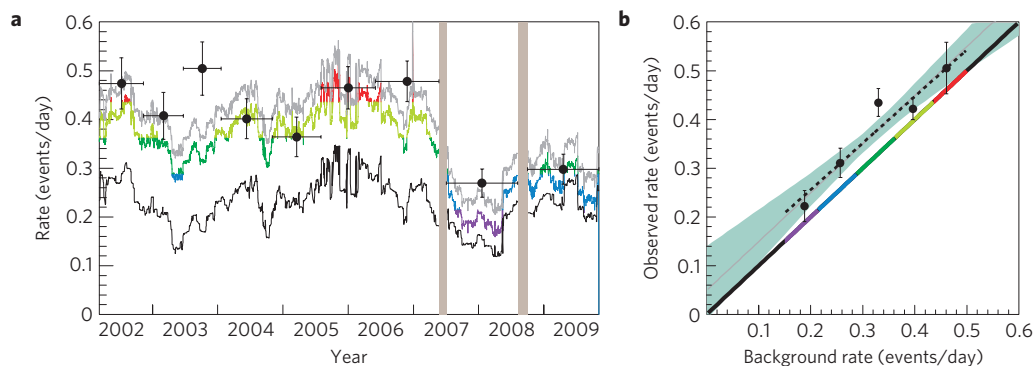 a
Rate (events/day)
0.6
0.5
0.4
0.3
0.2
0.1
0
2002 2003 2004 2005 2006 2007 2008 2009
Year
b
Observed rate (events/day)
0.6
0.5
0.4
0.3
0.2
0.1
0
0.1 0.2 0.3 0.4 0.5 0.6
Background rate (events/day)